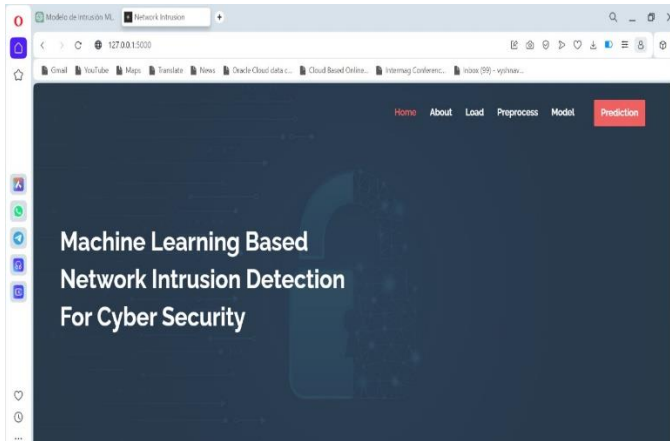 Modelo de intrusión ML
Network Intrusion
127.0.0.1:5000
Gmail YouTube Maps Translate News Oracle Cloud data c... Cloud Based Online... Intermag Conferenc... Inbox (99) - vyshnav...
Home About Load Preprocess Model Prediction
Machine Learning Based
Network Intrusion Detection
For Cyber Security